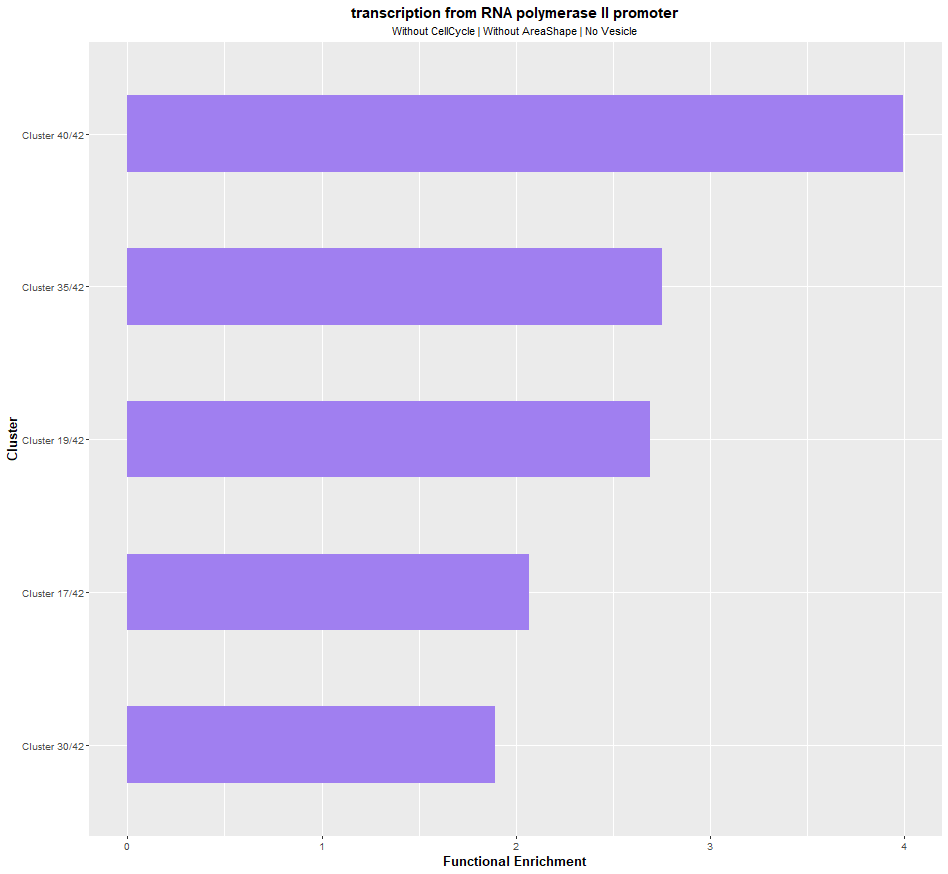 transcription from RNA polymerase II promoter
Without CellCycle | Without AreaShape | No Vesicle
Cluster
Cluster 40/42
Cluster 35/42
Cluster 19/42
Cluster 17/42
Cluster 30/42
0 1 2 3 4
Functional Enrichment